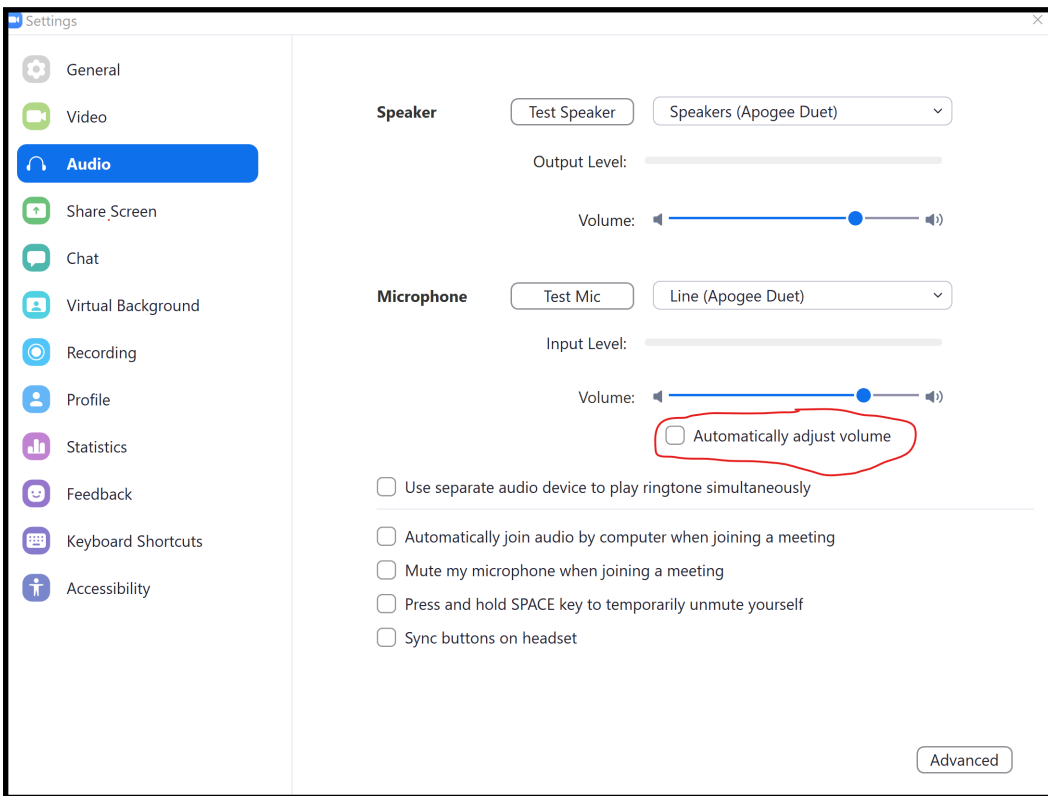 Settings
General
Video
Audio
Share Screen
Chat
Virtual Background
Recording
Profile
Statistics
Feedback
Keyboard Shortcuts
Accessibility
Speaker Test Speaker Speakers (Apogee Duet)
Output Level:
Volume:
Microphone Test Mic Line (Apogee Duet)
Input Level:
Volume:
Automatically adjust volume
Use separate audio device to play ringtone simultaneously
Automatically join audio by computer when joining a meeting
Mute my microphone when joining a meeting
Press and hold SPACE key to temporarily unmute yourself
Sync buttons on headset
Advanced